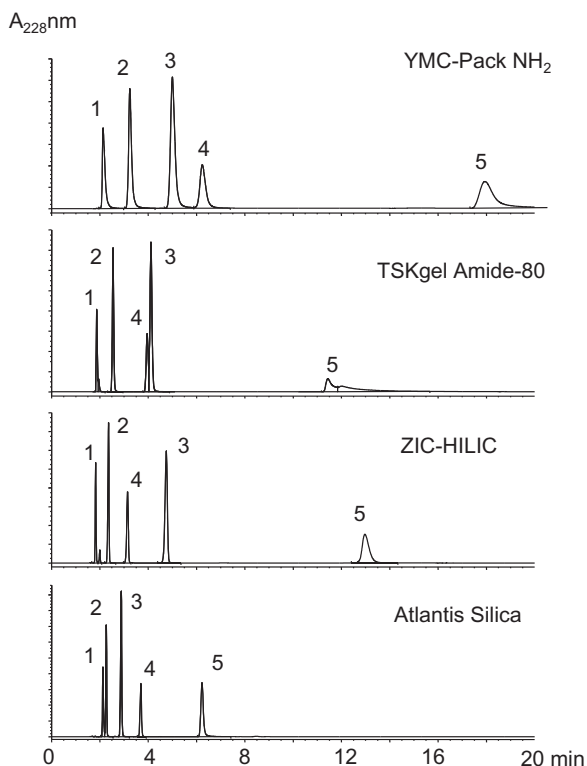 A₂₂₈nm
YMC-Pack NH₂
1 2 3 4 5
TSKgel Amide-80
1 2 4 3 5
ZIC-HILIC
1 2 4 3 5
Atlantis Silica
1 2 3 4 5
0 4 8 12 16 20 min